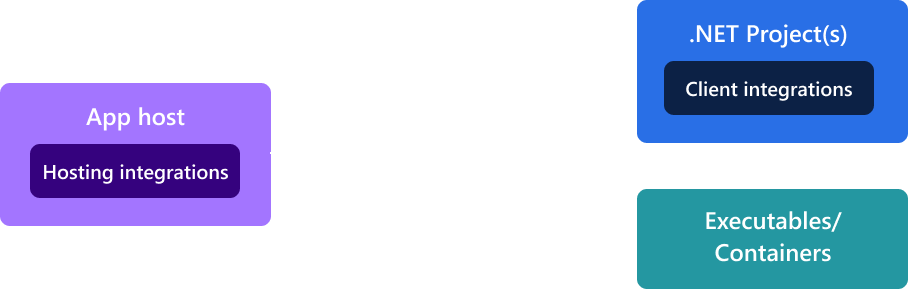 App host
Hosting integrations
.NET Project(s)
Client integrations
Executables/
Containers